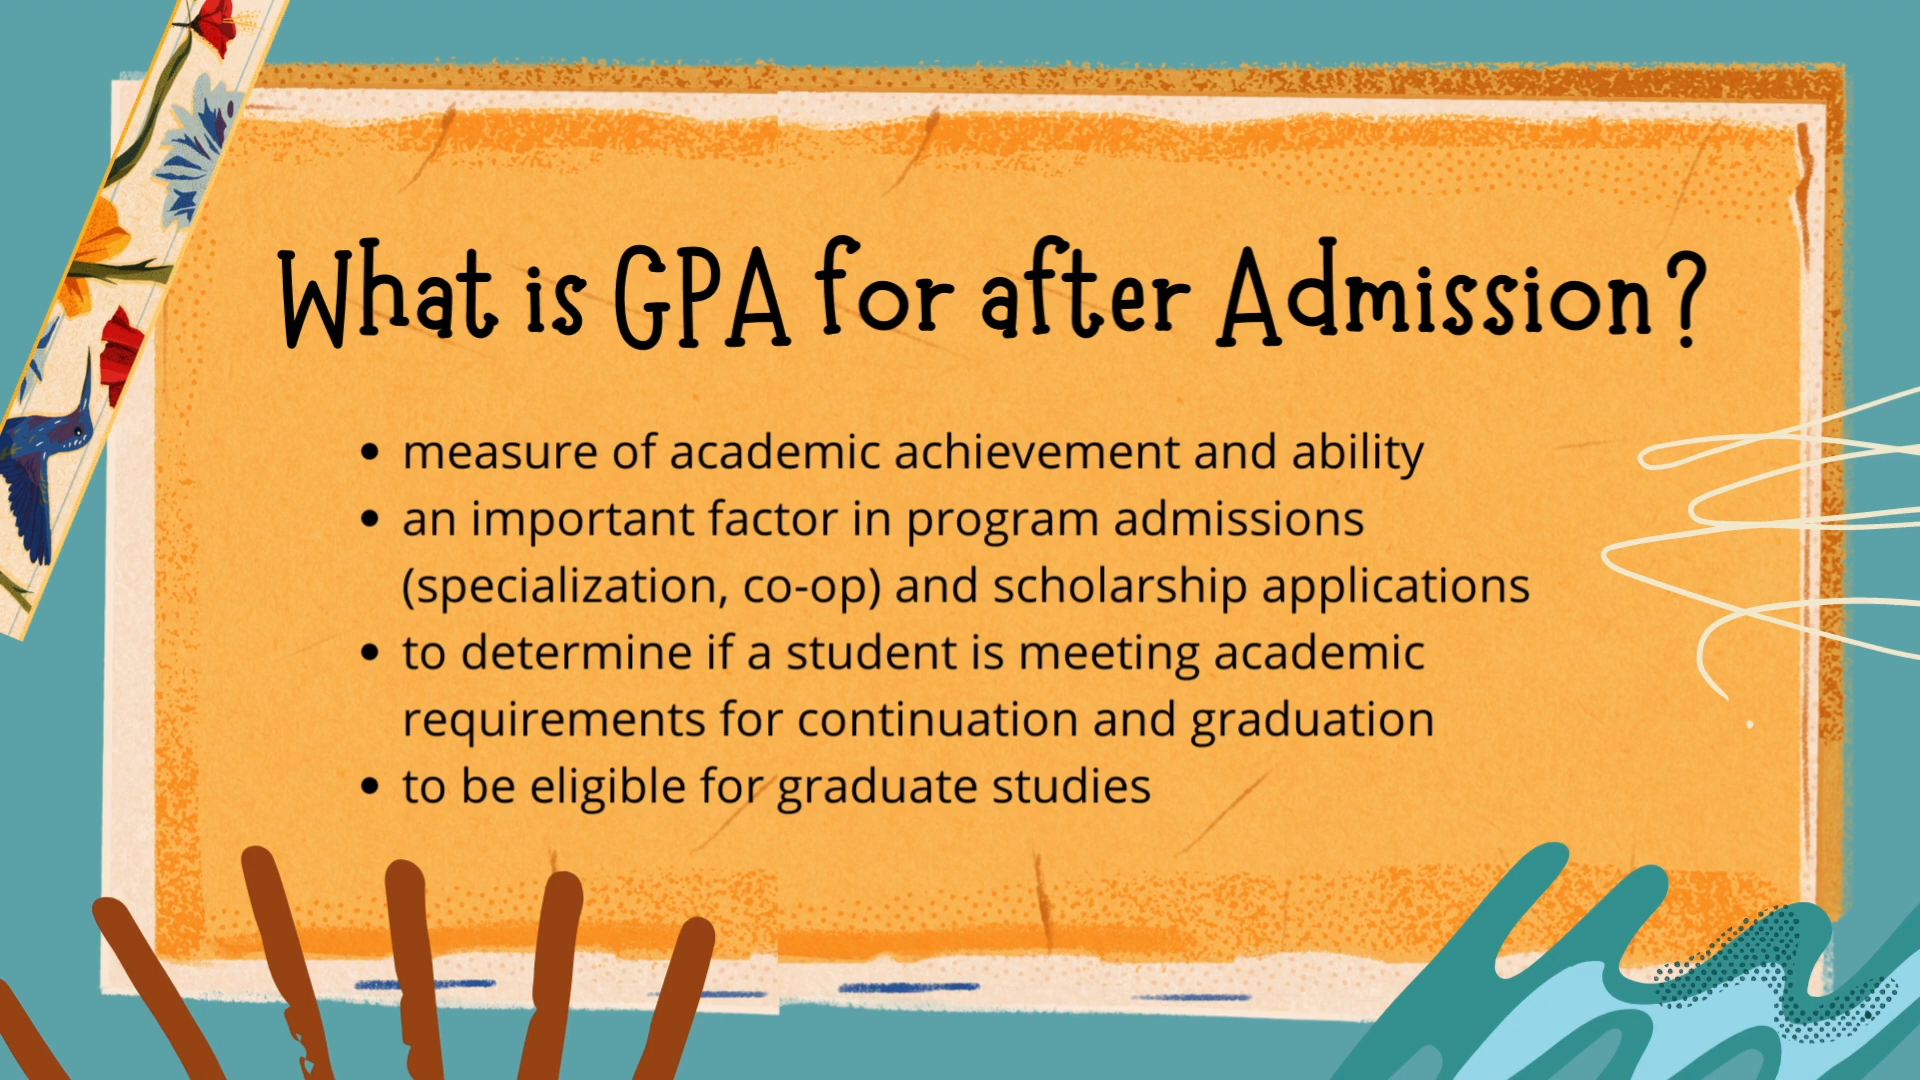 What is GPA for after Admission?
• measure of academic achievement and ability
• an important factor in program admissions
(specialization, co-op) and scholarship applications
• to determine if a student is meeting academic
requirements for continuation and graduation
• to be eligible for graduate studies